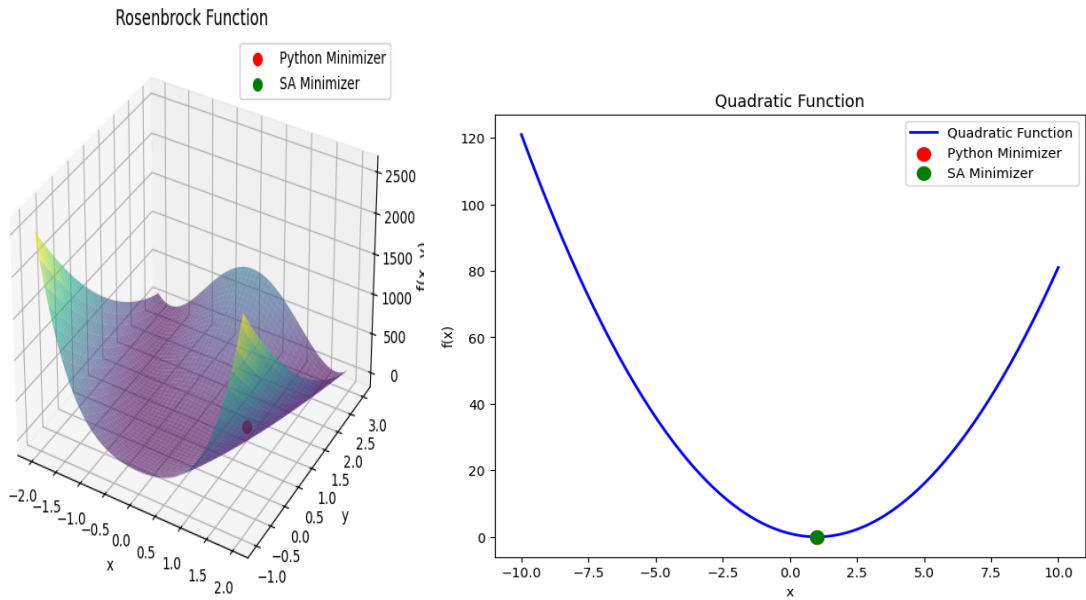 Rosenbrock Function
Python Minimizer
SA Minimizer
2500
2000
1500
1000
500
0
f(x, y)
3.0
2.5
2.0
1.5
1.0
0.5
0.0
−0.5
−1.0
y
−2.0
−1.5
−1.0
−0.5
0.0
0.5
1.0
1.5
2.0
x
Quadratic Function
Quadratic Function
Python Minimizer
SA Minimizer
120
100
80
60
40
20
0
f(x)
−10.0 −7.5 −5.0 −2.5 0.0 2.5 5.0 7.5 10.0
x